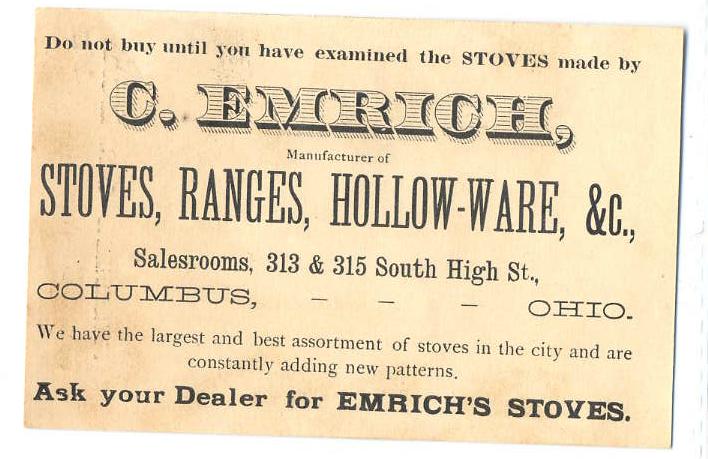 Do not buy until you have examined the STOVES made by
C. EMRICH,
Manufacturer of
STOVES, RANGES, HOLLOW-WARE, &c.,
Salesrooms, 313 & 315 South High St.,
COLUMBUS, – – – OHIO.
We have the largest and best assortment of stoves in the city and are
constantly adding new patterns.
Ask your Dealer for EMRICH'S STOVES.